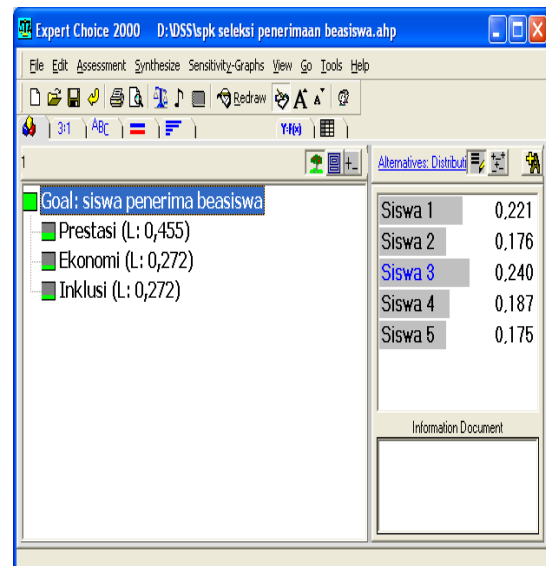 Expert Choice 2000 D:\DSS\spk seleksi penerimaan beasiswa.ahp
File Edit Assessment Synthesize Sensitivity-Graphs View Go Tools Help
Redraw A A
3:1 ABC Y:f(x)
1
Alternatives: Distributi
Goal: siswa penerima beasiswa
Prestasi (L: 0,455)
Ekonomi (L: 0,272)
Inklusi (L: 0,272)
Siswa 1 0,221
Siswa 2 0,176
Siswa 3 0,240
Siswa 4 0,187
Siswa 5 0,175
Information Document